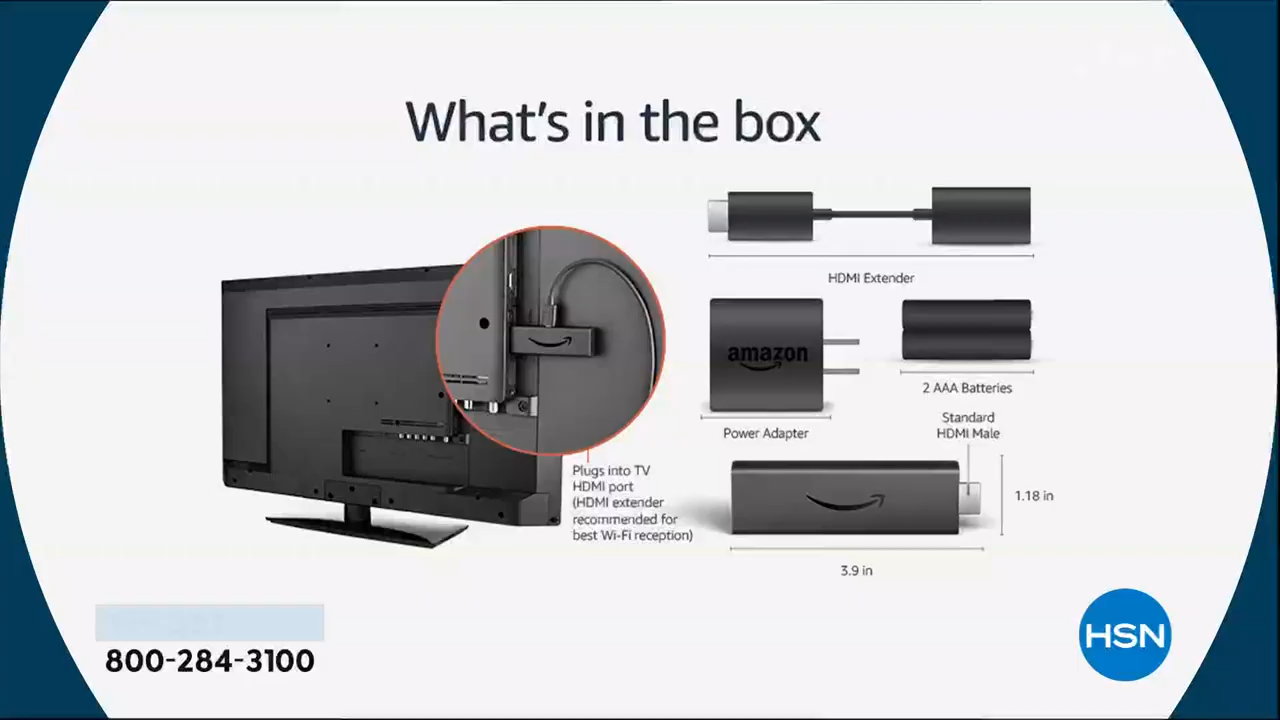 What's in the box
HDMI Extender
amazon
Power Adapter
2 AAA Batteries
Standard
HDMI Male
Plugs into TV
HDMI port
(HDMI extender
recommended for
best Wi-Fi reception)
1.18 in
3.9 in
800-284-3100
HSN